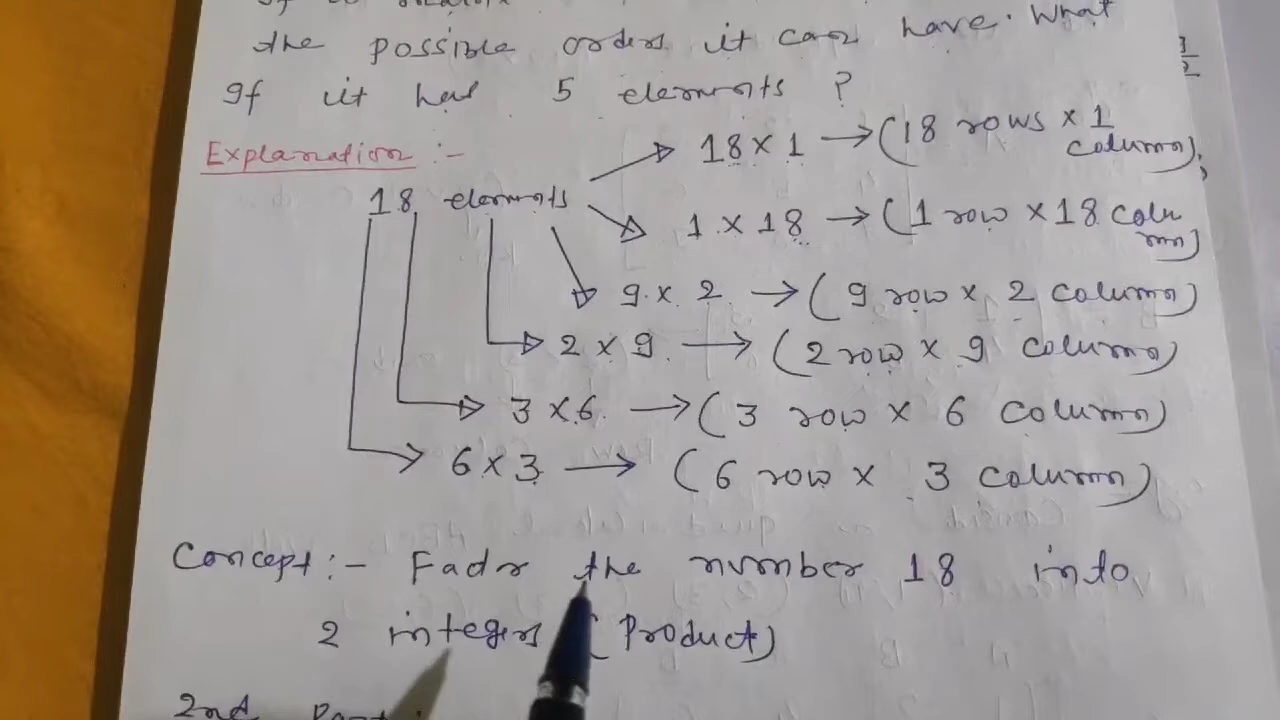 the possible orders it can have. What
If it has 5 elements ?
Explanation :-
18 elements
18 × 1 → (18 rows × 1 column),
1 × 18 → (1 row × 18 column)
9 × 2 → (9 row × 2 column)
2 × 9 → (2 row × 9 column)
3 × 6 → (3 row × 6 column)
6 × 3 → (6 row × 3 column)
Concept :- Factor the number 18 into
2 integers (Product)
2nd